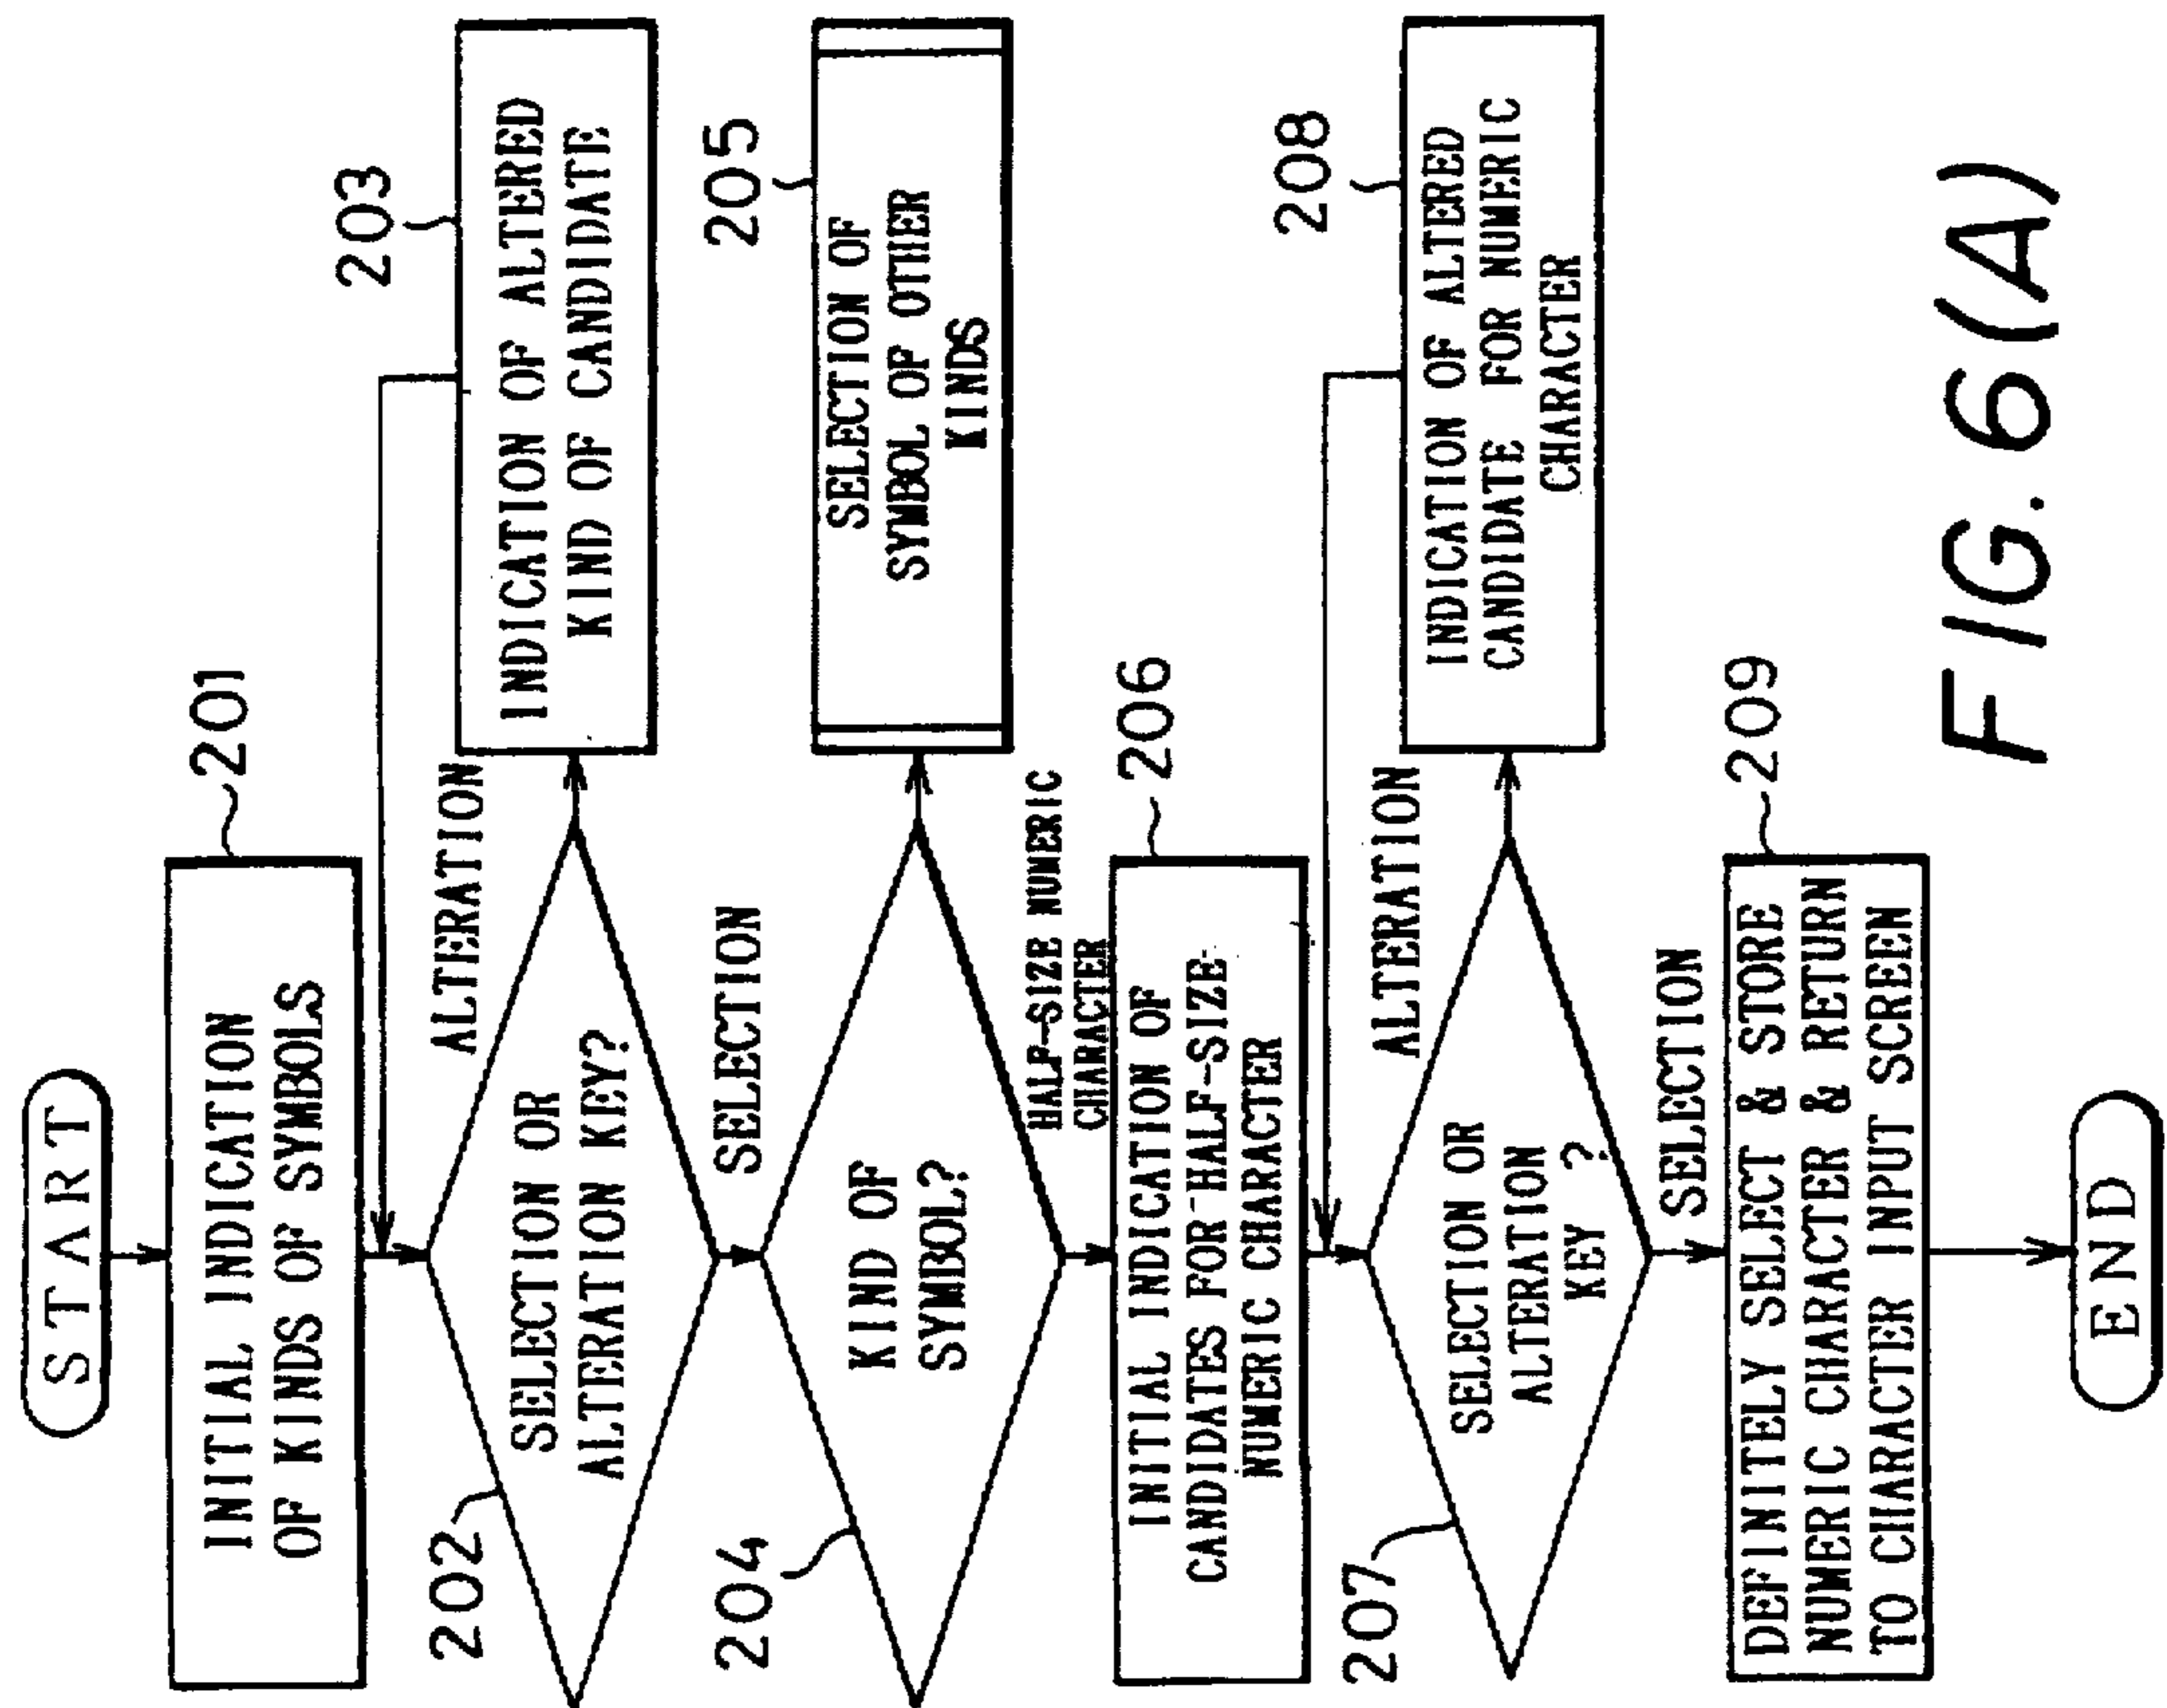 START
201
INITIAL INDICATION
OF KINDS OF SYMBOLS
202
SELECTION OR
ALTERATION KEY?
ALTERATION
203
INDICATION OF ALTERED
KIND OF CANDIDATE
SELECTION
204
KIND OF
SYMBOL?
205
SELECTION OF
SYMBOL OF OTHER
KINDS
HALF-SIZE NUMERIC
CHARACTER
206
INITIAL INDICATION OF
CANDIDATES FOR HALF-SIZE
NUMERIC CHARACTER
207
SELECTION OR
ALTERATION
KEY ?
ALTERATION
208
INDICATION OF ALTERED
CANDIDATE FOR NUMERIC
CHARACTER
SELECTION
209
DEFINITELY SELECT & STORE
NUMERIC CHARACTER & RETURN
TO CHARACTER INPUT SCREEN
END
FIG. 6(A)